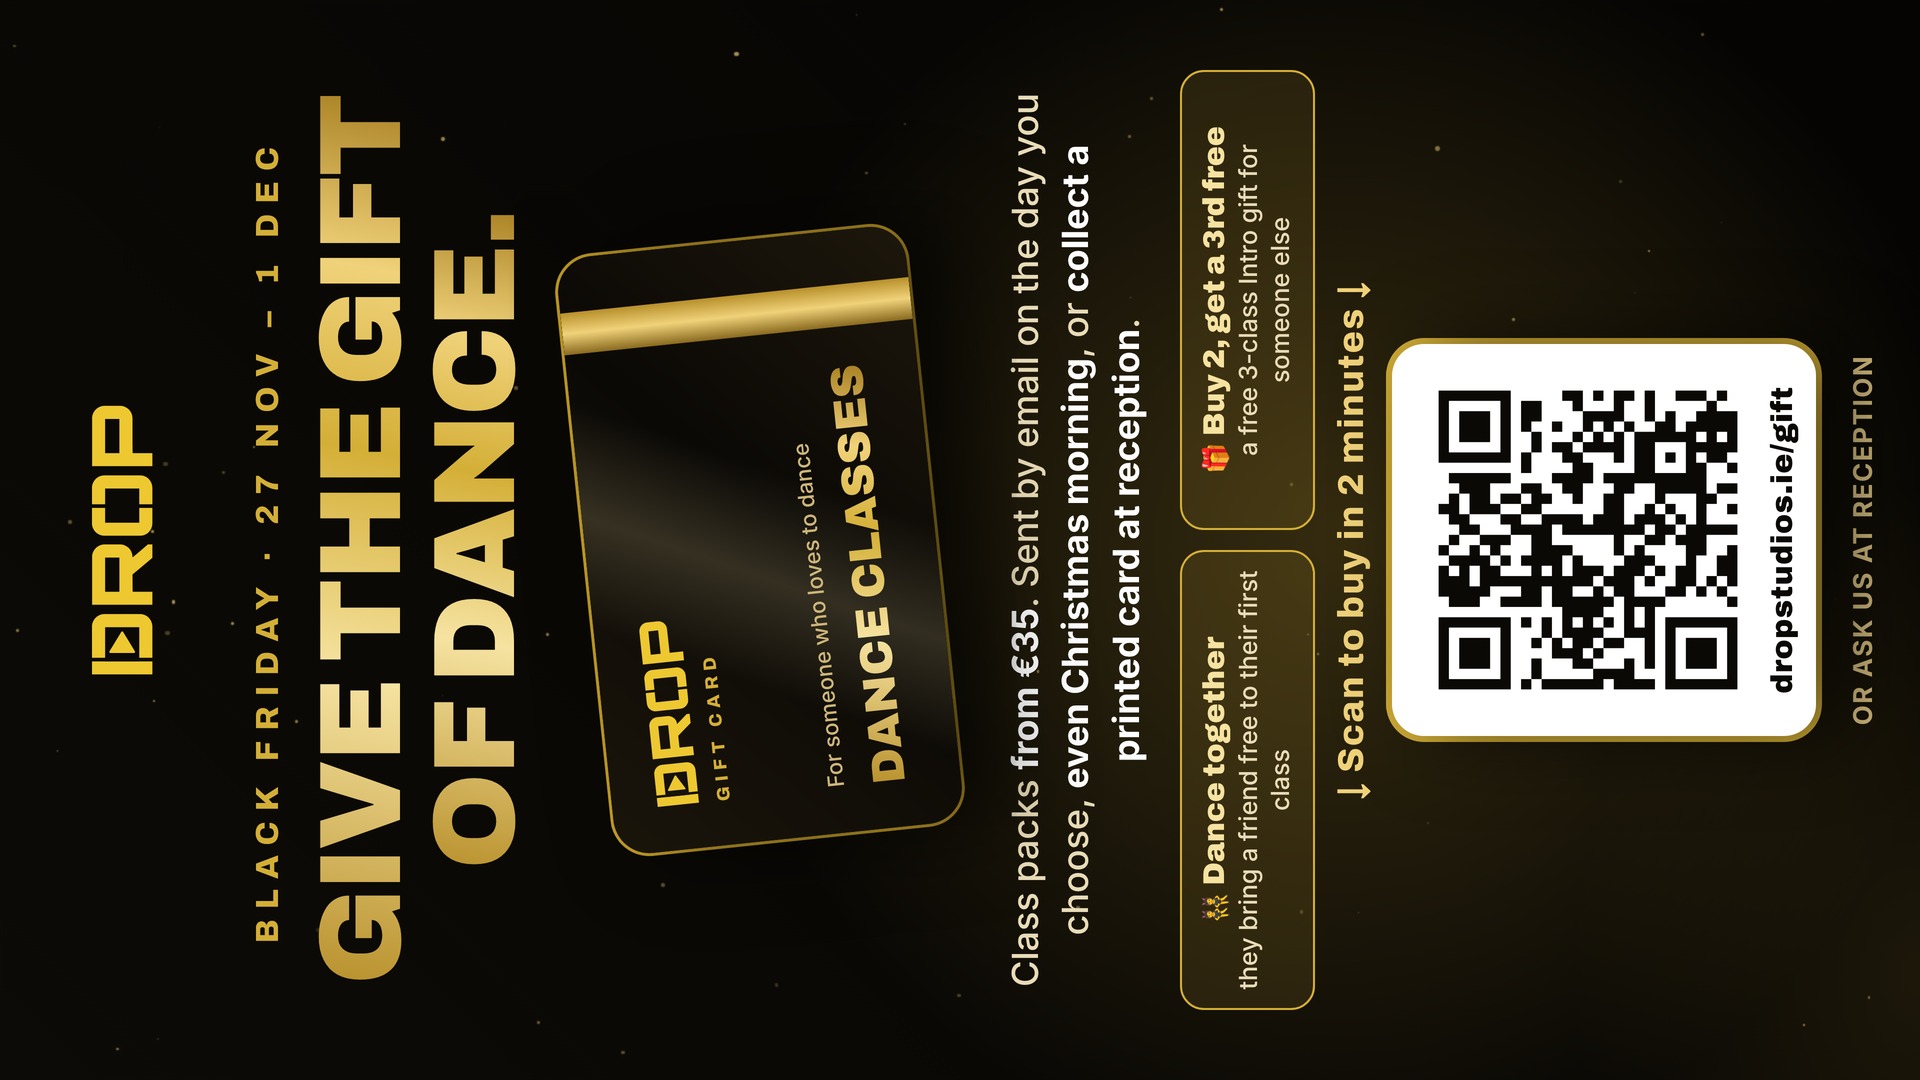 DROP
BLACK FRIDAY · 27 NOV – 1 DEC
GIVE THE GIFT
OF DANCE.
DROP
GIFT CARD
For someone who loves to dance
DANCE CLASSES
Class packs from €35. Sent by email on the day you
choose, even Christmas morning, or collect a
printed card at reception.
👯 Dance together
they bring a friend free to their first
class
🎁 Buy 2, get a 3rd free
a free 3-class Intro gift for
someone else
↓ Scan to buy in 2 minutes ↓
dropstudios.ie/gift
OR ASK US AT RECEPTION